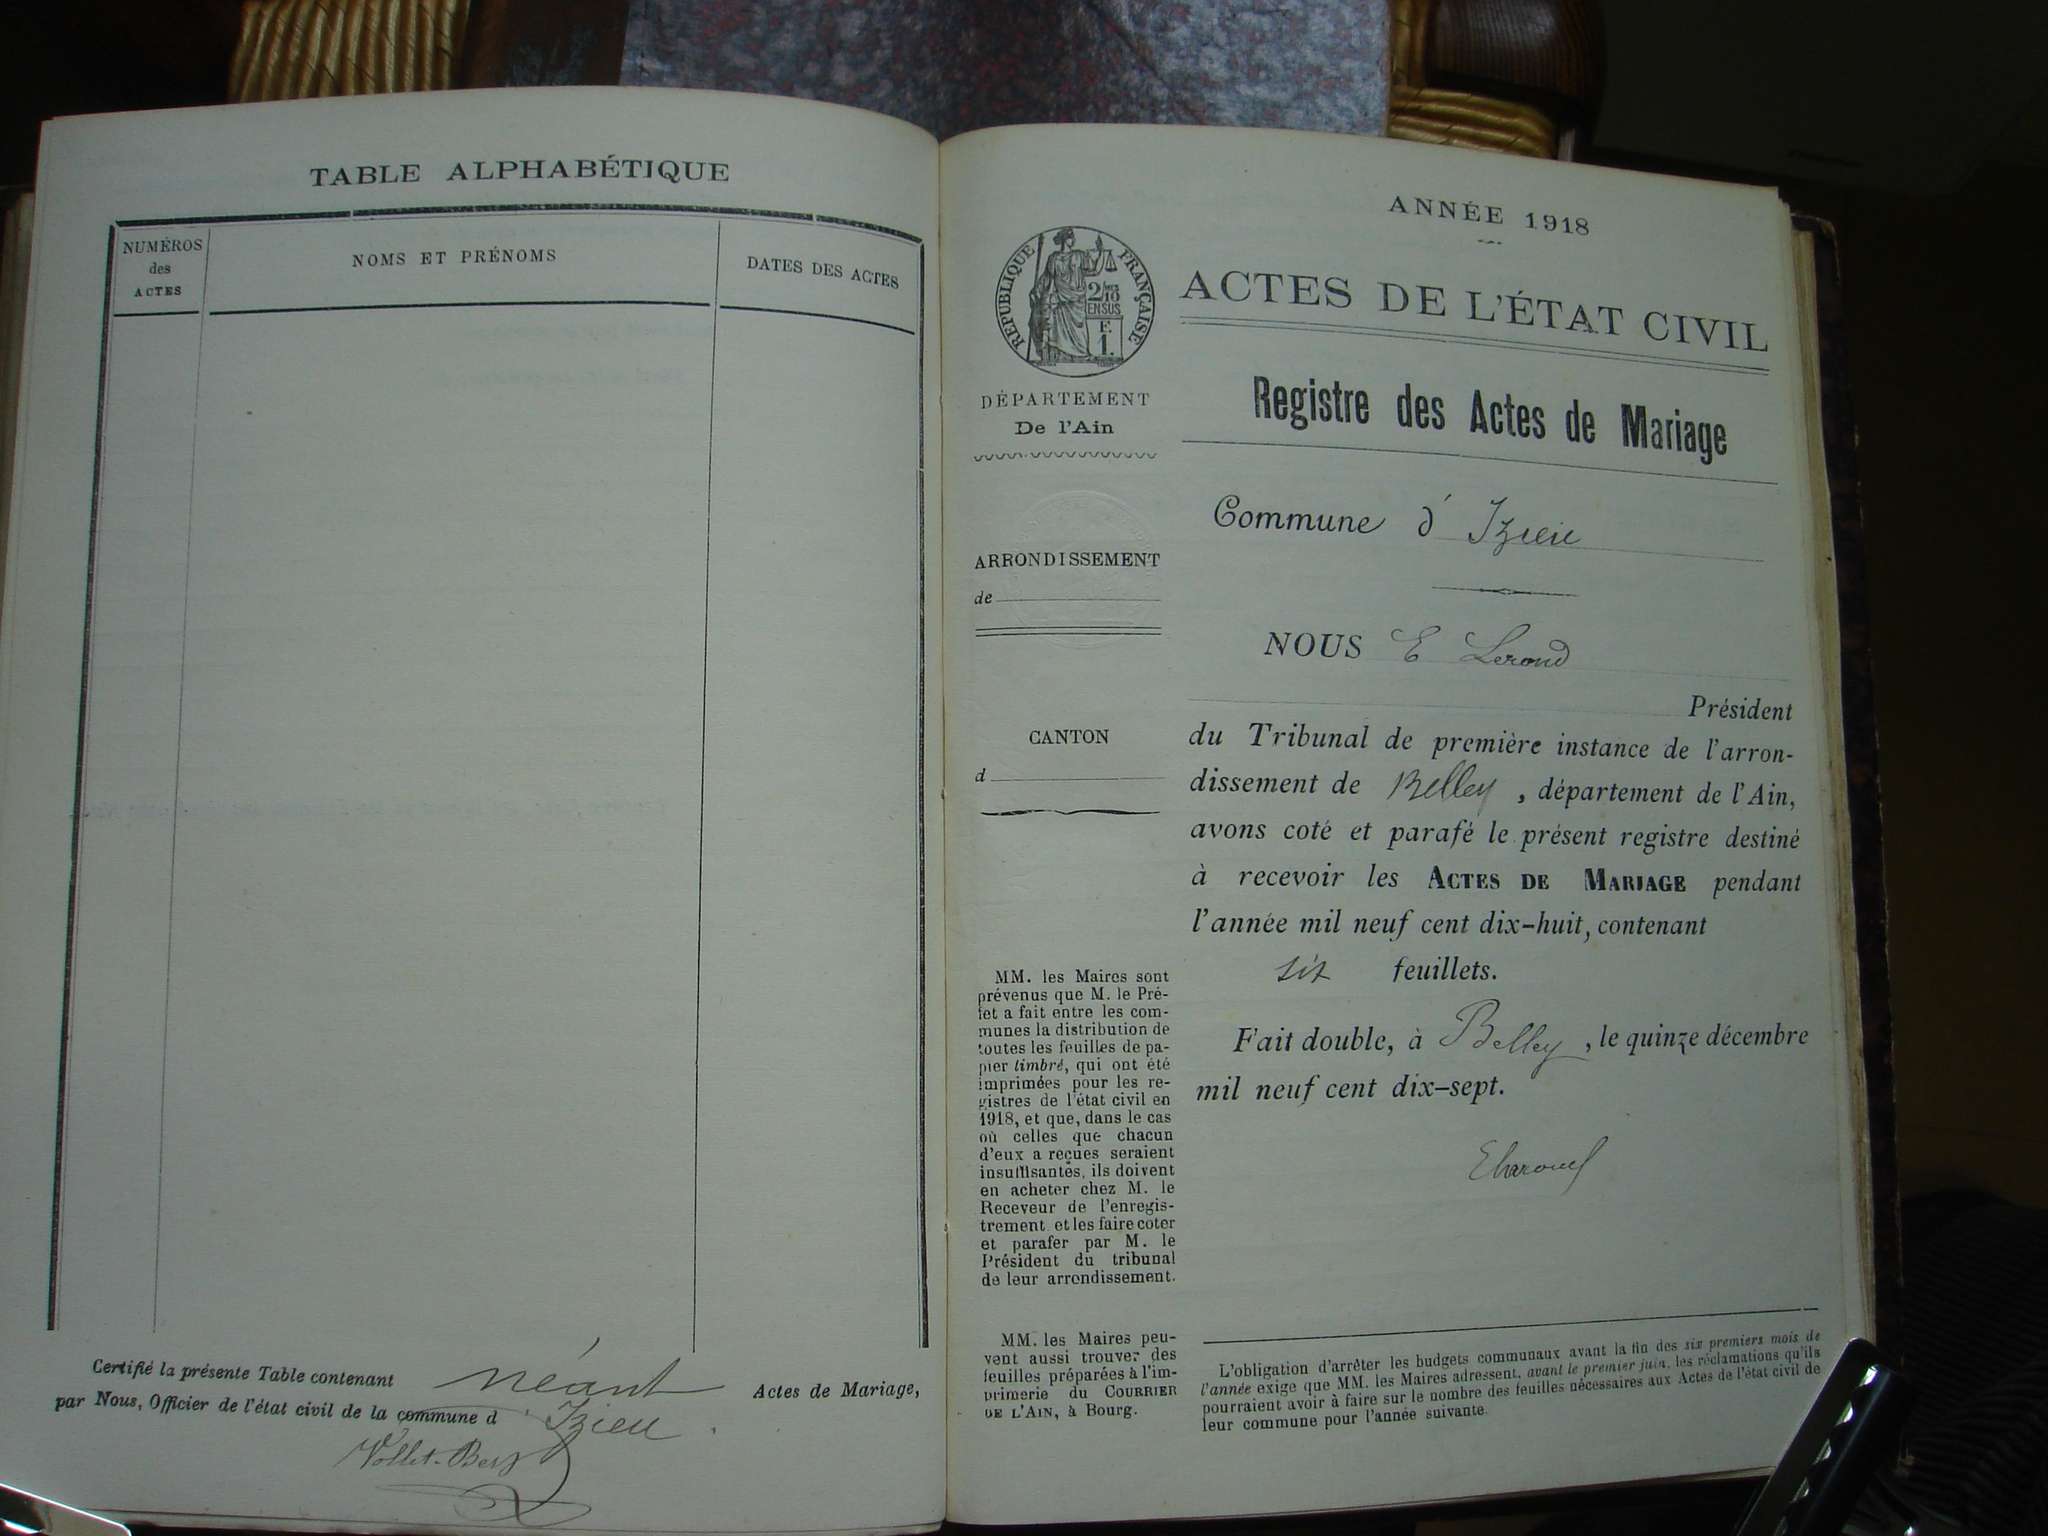 TABLE ALPHABÉTIQUE
NUMÉROS
des
ACTES
NOMS ET PRÉNOMS
DATES DES ACTES
Certifié la présente Table contenant néant Actes de Mariage,
par Nous, Officier de l'état civil de la commune d Izieu.
ANNÉE 1918
RÉPUBLIQUE FRANÇAISE
2/10
EN SUS
F.
1.
ACTES DE L'ÉTAT CIVIL
DÉPARTEMENT
De l'Ain
Registre des Actes de Mariage
Commune d' Izieu
ARRONDISSEMENT
de
NOUS E Lerond
Président
CANTON
d
du Tribunal de première instance de l'arron-
dissement de Belley, département de l'Ain,
avons coté et parafé le présent registre destiné
à recevoir les ACTES DE MARIAGE pendant
l'année mil neuf cent dix-huit, contenant
six feuillets.
Fait double, à Belley, le quinze décembre
mil neuf cent dix-sept.
MM. les Maires sont
prévenus que M. le Pré-
fet a fait entre les com-
munes la distribution de
toutes les feuilles de pa-
pier timbré, qui ont été
imprimées pour les re-
gistres de l'état civil en
1918, et que, dans le cas
où celles que chacun
d'eux a reçues seraient
insuffisantes, ils doivent
en acheter chez M. le
Receveur de l'enregis-
trement et les faire coter
et parafer par M. le
Président du tribunal
de leur arrondissement.
MM. les Maires peu-
vent aussi trouver des
feuilles préparées à l'im-
primerie du COURRIER
DE L'AIN, à Bourg.
L'obligation d'arrêter les budgets communaux avant la fin des six premiers mois de
l'année exige que MM. les Maires adressent, avant le premier juin, les réclamations qu'ils
pourraient avoir à faire sur le nombre des feuilles nécessaires aux Actes de l'état civil de
leur commune pour l'année suivante.